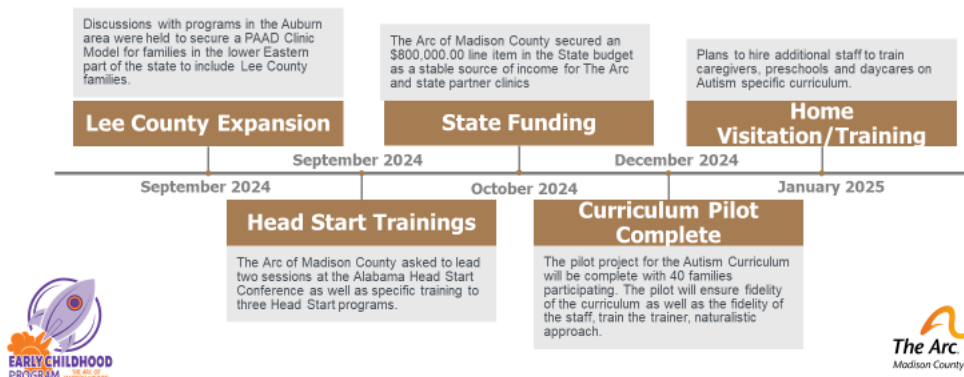 Discussions with programs in the Auburn
area were held to secure a PAAD Clinic
Model for families in the lower Eastern
part of the state to include Lee County
families.
Lee County Expansion
September 2024
The Arc of Madison County secured an
$800,000.00 line item in the State budget
as a stable source of income for The Arc
and state partner clinics
State Funding
October 2024
Plans to hire additional staff to train
caregivers, preschools and daycares on
Autism specific curriculum.
Home
Visitation/Training
January 2025
September 2024
Head Start Trainings
The Arc of Madison County asked to lead
two sessions at the Alabama Head Start
Conference as well as specific training to
three Head Start programs.
December 2024
Curriculum Pilot
Complete
The pilot project for the Autism Curriculum
will be complete with 40 families
participating. The pilot will ensure fidelity
of the curriculum as well as the fidelity of
the staff, train the trainer, naturalistic
approach.
EARLY CHILDHOOD
PROGRAM THE ARC OF
The Arc.
Madison County